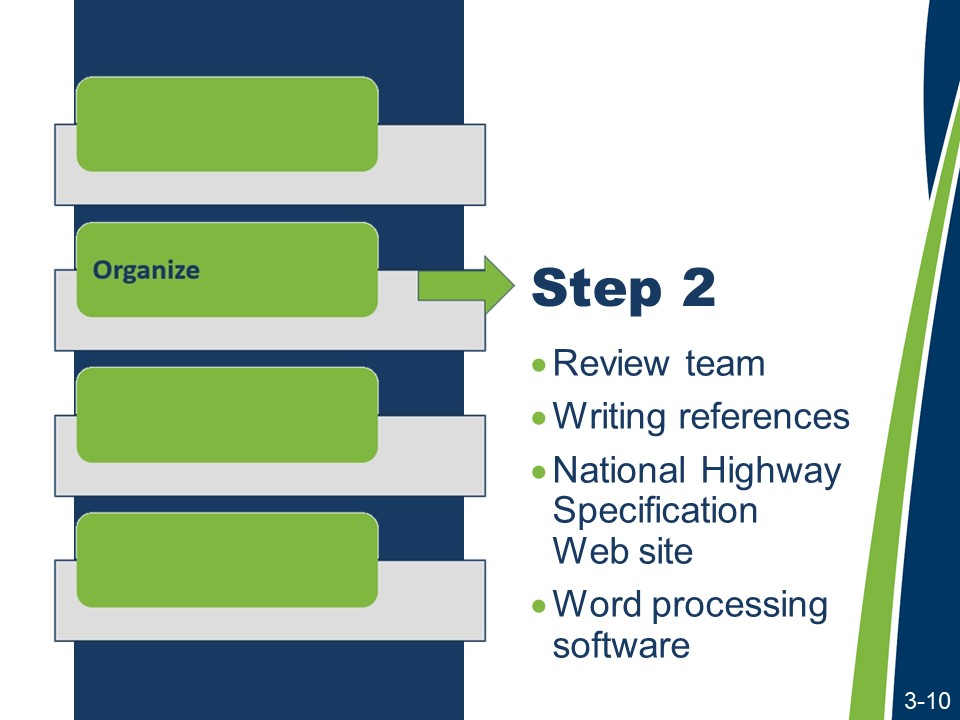 Organize
Step 2
• Review team
• Writing references
• National Highway
Specification
Web site
• Word processing
software
3-10